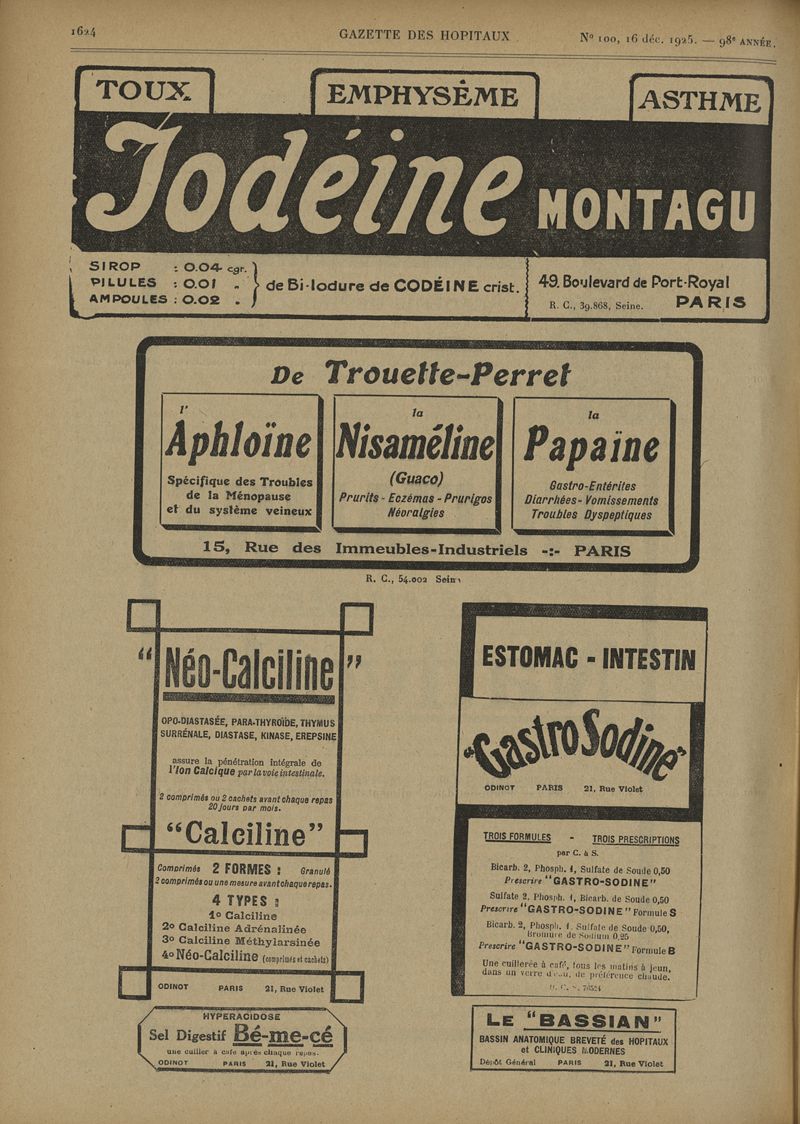 1624
GAZETTE DES HOPITAUX
Nº 100, 16 déc. 1925. — 98e ANNÉE.
TOUX
EMPHYSÈME
ASTHME
Iodéine MONTAGU
SIROP : 0.04 cgr.
PILULES : 0.01 „
AMPOULES : 0.02 „
de Bi-Iodure de CODÉINE crist.
49, Boulevard de Port-Royal
R. C., 39.868, Seine. PARIS
De Trouette-Perret
l'
Aphloïne
Spécifique des Troubles
de la Ménopause
et du système veineux
la
Nisaméline
(Guaco)
Prurits - Eczémas - Prurigos
Néoralgies
la
Papaïne
Gastro-Entérites
Diarrhées - Vomissements
Troubles Dyspeptiques
15, Rue des Immeubles-Industriels -:- PARIS
R. C., 54.002 Seine
"Néo-Calciline"
OPO-DIASTASÉE, PARA-THYROÏDE, THYMUS
SURRÉNALE, DIASTASE, KINASE, EREPSINE
assure la pénétration intégrale de
l'Ion Calcique par la voie intestinale.
2 comprimés ou 2 cachets avant chaque repas
20 jours par mois.
"Calciline"
Comprimés 2 FORMES : Granulé
2 comprimés ou une mesure avant chaque repas.
4 TYPES :
1º Calciline
2º Calciline Adrénalinée
3º Calciline Méthylarsinée
4º Néo-Calciline (comprimés et cachets)
ODINOT PARIS 21, Rue Violet
HYPERACIDOSE
Sel Digestif Bé-me-cé
une cuiller à café après chaque repas.
ODINOT PARIS 21, Rue Violet
ESTOMAC - INTESTIN
"GastroSodine"
ODINOT PARIS 21, Rue Violet
TROIS FORMULES - TROIS PRESCRIPTIONS
par C. à S.
Bicarb. 2, Phosph. 1, Sulfate de Soude 0,50
Prescrire "GASTRO-SODINE"
Sulfate 2, Phosph. 1, Bicarb. de Soude 0,50
Prescrire "GASTRO-SODINE" Formule S
Bicarb. 2, Phosph. 1, Sulfate de Soude 0,50,
Bromure de Sodium 0,25
Prescrire "GASTRO-SODINE" Formule B
Une cuillerée à café, tous les matins à jeun,
dans un verre d'eau, de préférence chaude.
LE "BASSIAN"
BASSIN ANATOMIQUE BREVETÉ des HOPITAUX
et CLINIQUES MODERNES
Dépôt Général PARIS 21, Rue Violet